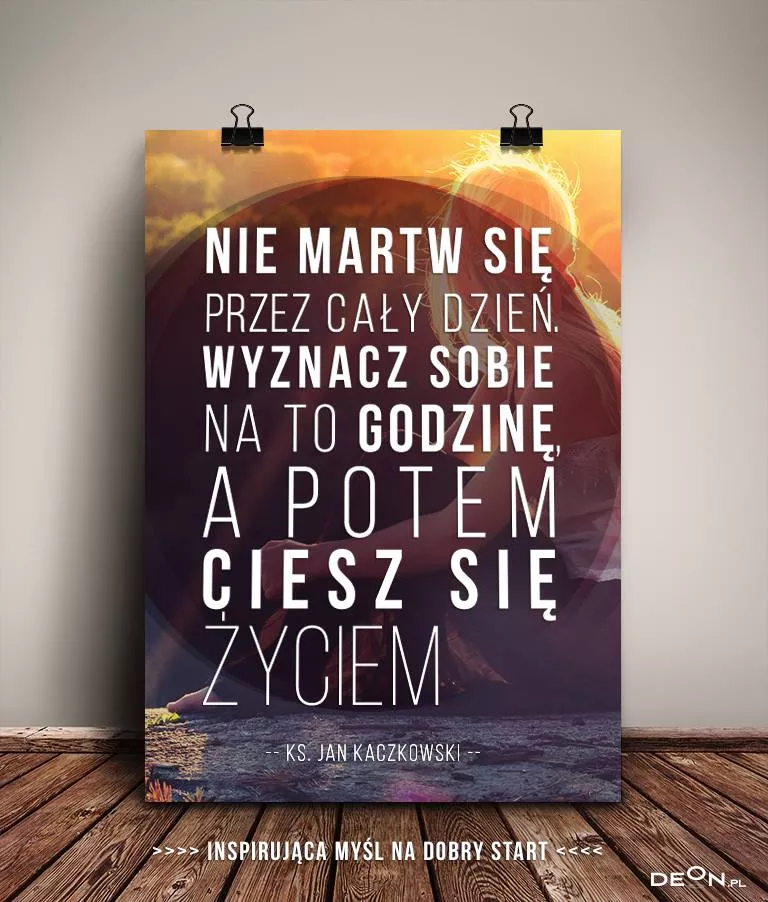 NIE MARTW SIĘ
PRZEZ CAŁY DZIEŃ.
WYZNACZ SOBIE
NA TO GODZINĘ,
A POTEM
CIESZ SIĘ
ŻYCIEM
-- KS. JAN KACZKOWSKI --
>>>> INSPIRUJĄCA MYŚL NA DOBRY START <<<<
DEON.PL